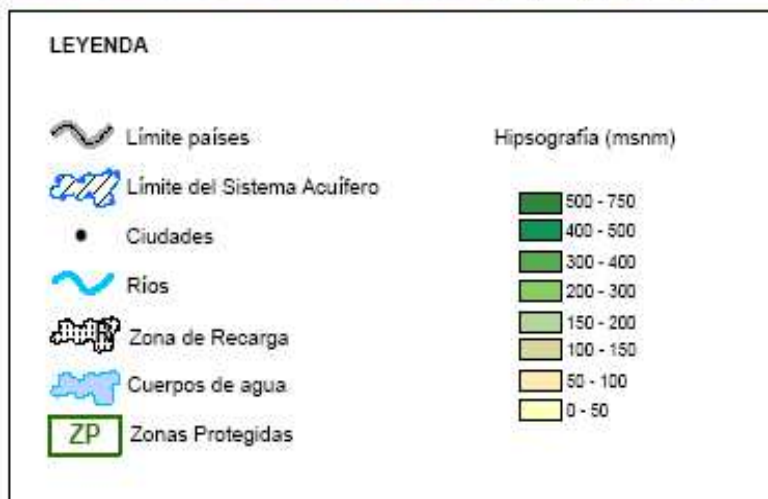 LEYENDA
Límite países
Límite del Sistema Acuífero
Ciudades
Ríos
Zona de Recarga
Cuerpos de agua
ZP Zonas Protegidas
Hipsografía (msnm)
500 - 750
400 - 500
300 - 400
200 - 300
150 - 200
100 - 150
50 - 100
0 - 50